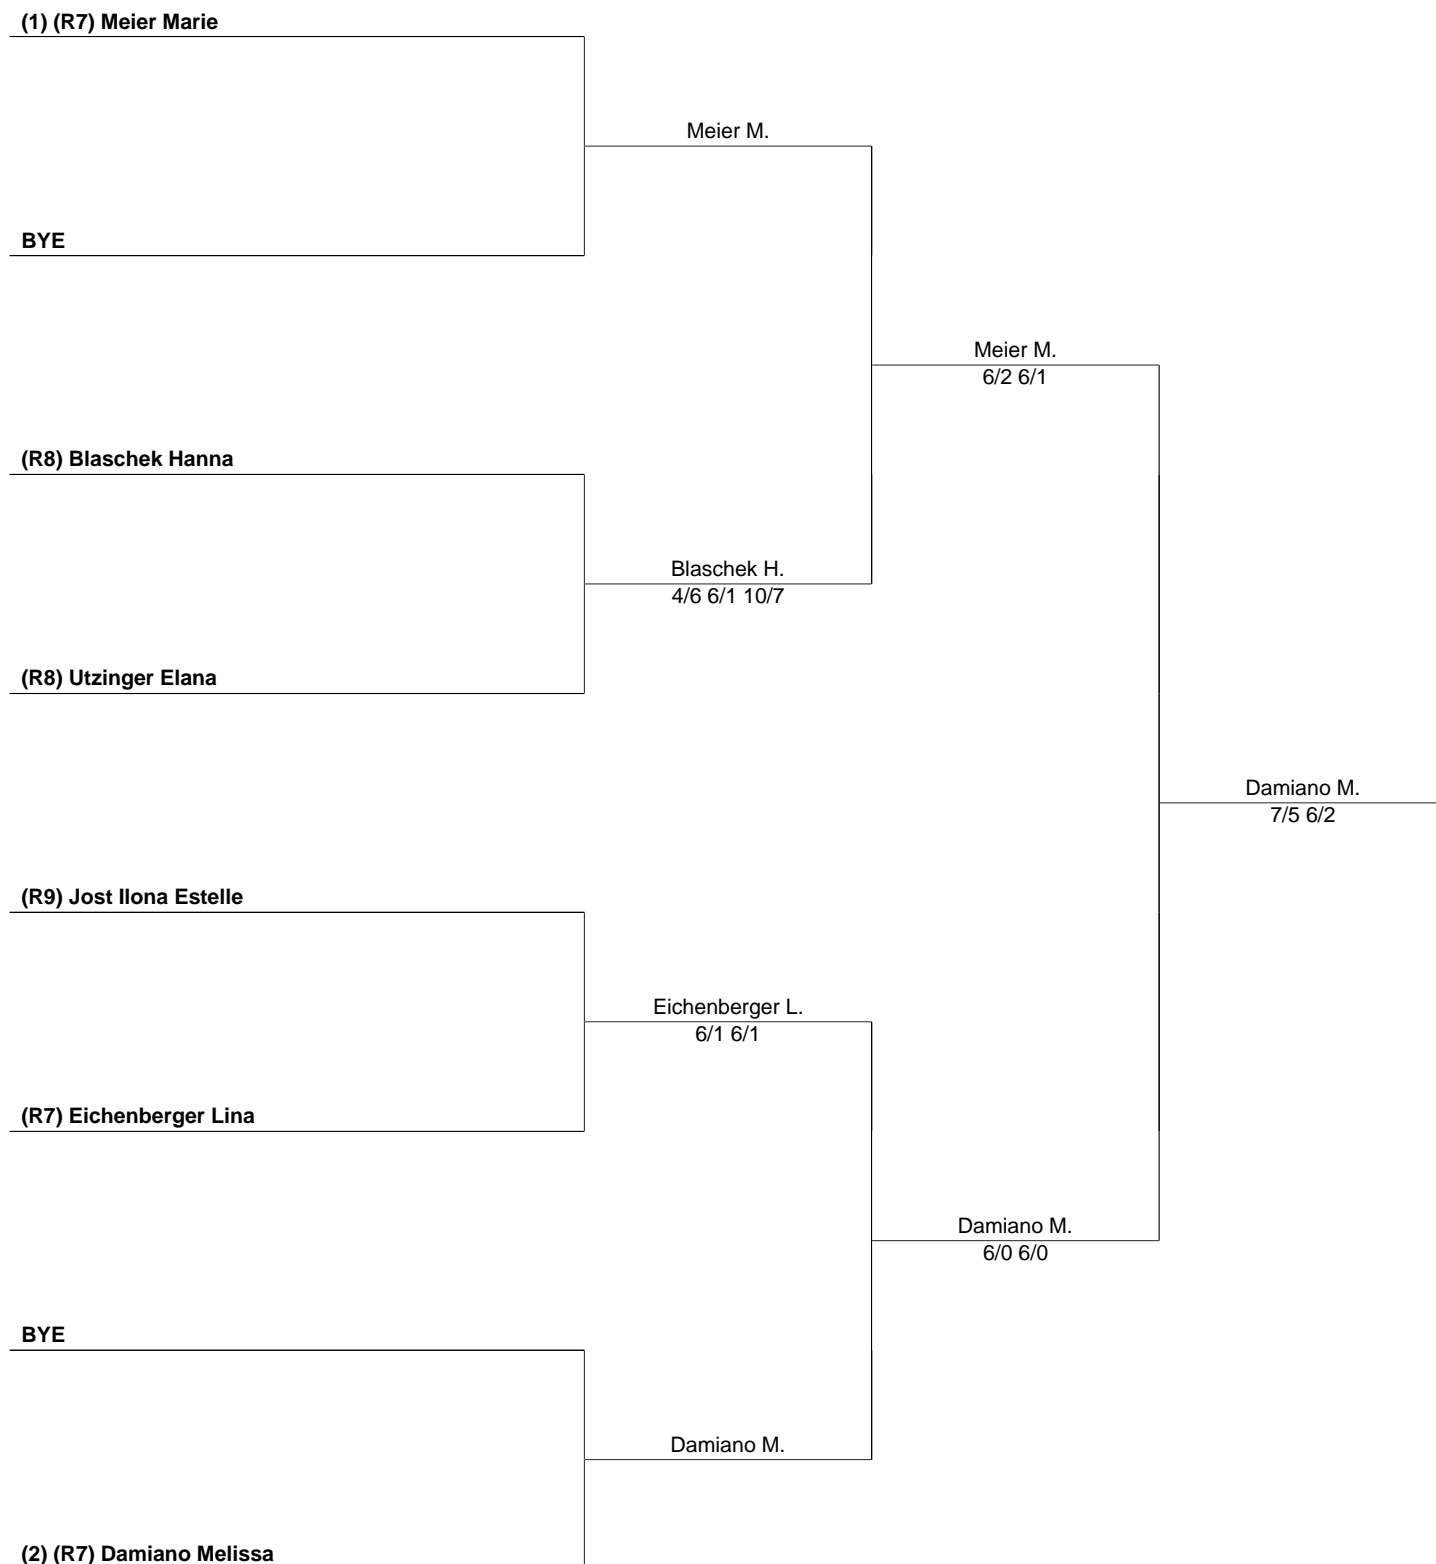 (1) (R7) Meier Marie
Meier M.
BYE
Meier M.
6/2 6/1
(R8) Blaschek Hanna
Blaschek H.
4/6 6/1 10/7
(R8) Utzinger Elana
Damiano M.
7/5 6/2
(R9) Jost Ilona Estelle
Eichenberger L.
6/1 6/1
(R7) Eichenberger Lina
Damiano M.
6/0 6/0
BYE
Damiano M.
(2) (R7) Damiano Melissa